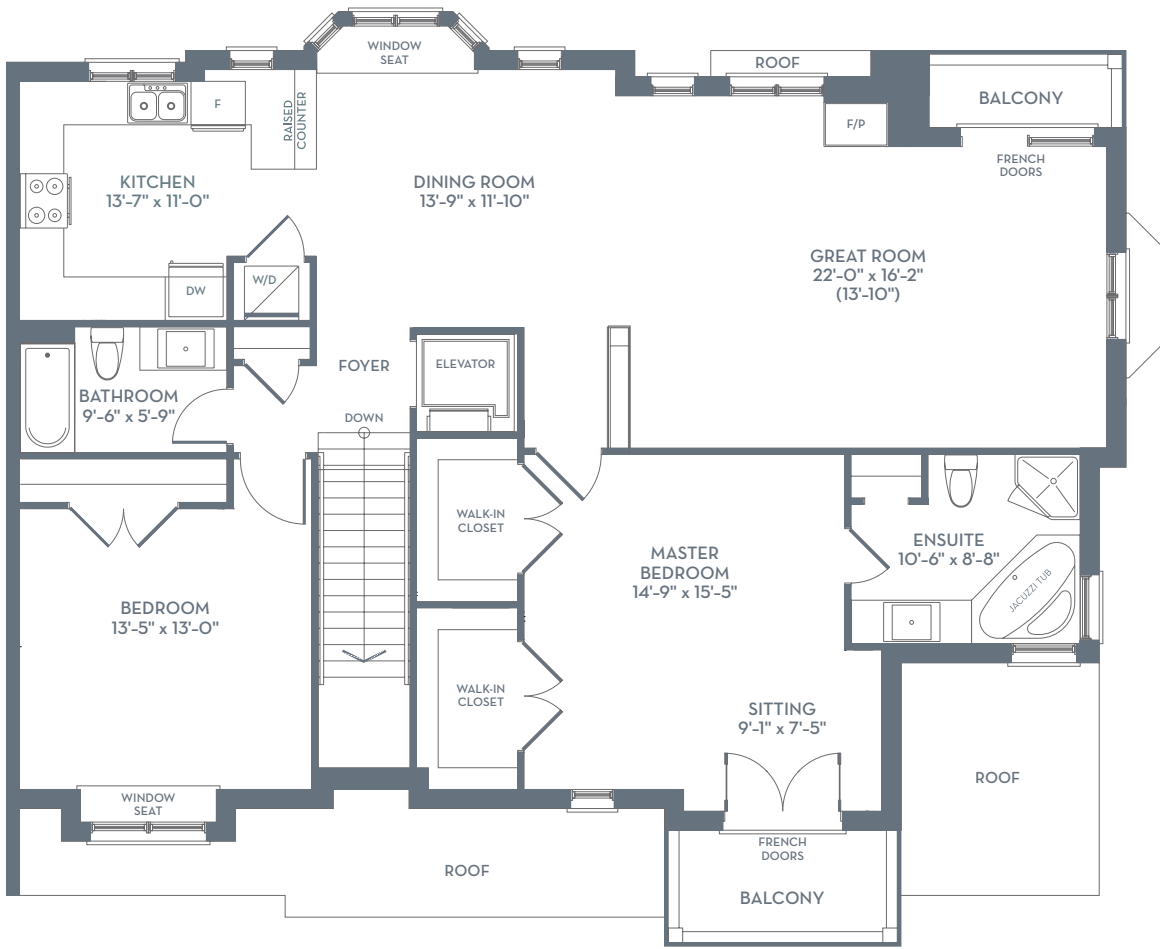 WINDOW
SEAT
ROOF
BALCONY
F
RAISED
COUNTER
F/P
FRENCH
DOORS
KITCHEN
13'-7" x 11'-0"
DINING ROOM
13'-9" x 11'-10"
GREAT ROOM
22'-0" x 16'-2"
(13'-10")
W/D
DW
FOYER
ELEVATOR
BATHROOM
9'-6" x 5'-9"
DOWN
WALK-IN
CLOSET
MASTER
BEDROOM
14'-9" x 15'-5"
ENSUITE
10'-6" x 8'-8"
JACUZZI TUB
BEDROOM
13'-5" x 13'-0"
WALK-IN
CLOSET
SITTING
9'-1" x 7'-5"
ROOF
WINDOW
SEAT
FRENCH
DOORS
ROOF
BALCONY